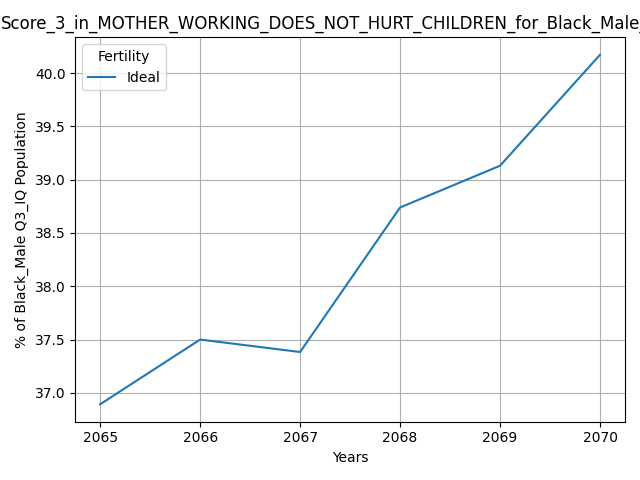 Score_3_in_MOTHER_WORKING_DOES_NOT_HURT_CHILDREN_for_Black_Male_
Fertility
Ideal
% of Black_Male Q3_IQ Population
40.0
39.5
39.0
38.5
38.0
37.5
37.0
2065 2066 2067 2068 2069 2070
Years